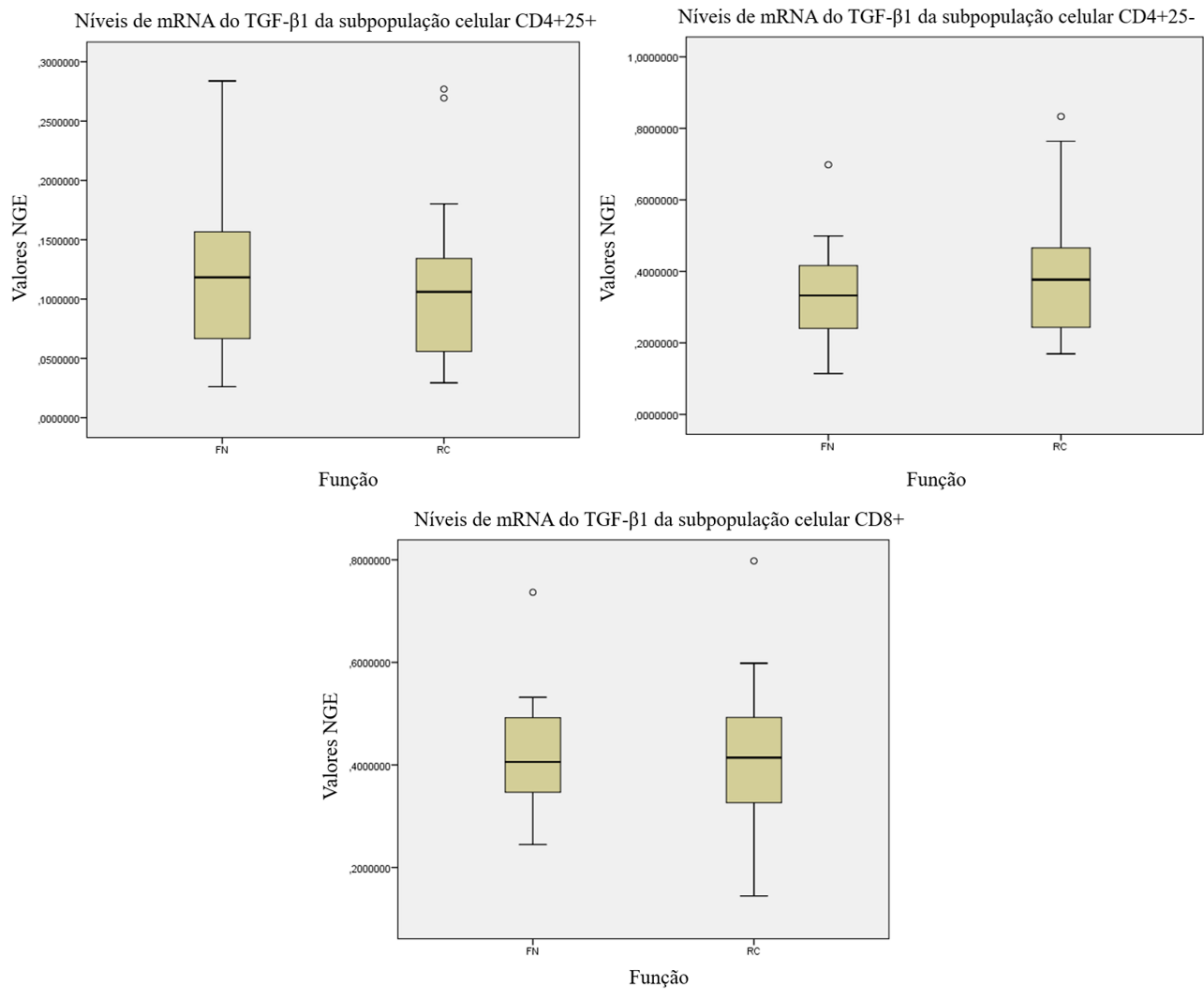 Níveis de mRNA do TGF-β1 da subpopulação celular CD4+25+
,3000000
,2500000
,2000000
,1500000
,1000000
,0500000
,0000000
Valores NGE
FN
RC
Função
Níveis de mRNA do TGF-β1 da subpopulação celular CD4+25-
1,0000000
,8000000
,6000000
,4000000
,2000000
,0000000
Valores NGE
FN
RC
Função
Níveis de mRNA do TGF-β1 da subpopulação celular CD8+
,8000000
,6000000
,4000000
,2000000
Valores NGE
FN
RC
Função